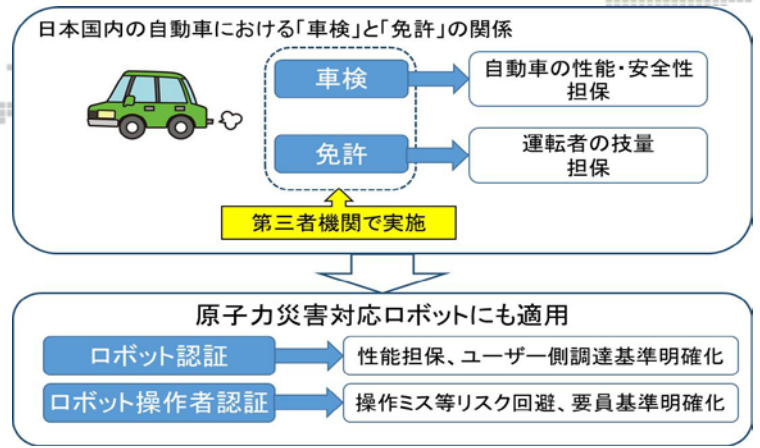 日本国内の自動車における「車検」と「免許」の関係
車検
自動車の性能・安全性
担保
免許
運転者の技量
担保
第三者機関で実施
原子力災害対応ロボットにも適用
ロボット認証
性能担保、ユーザー側調達基準明確化
ロボット操作者認証
操作ミス等リスク回避、要員基準明確化